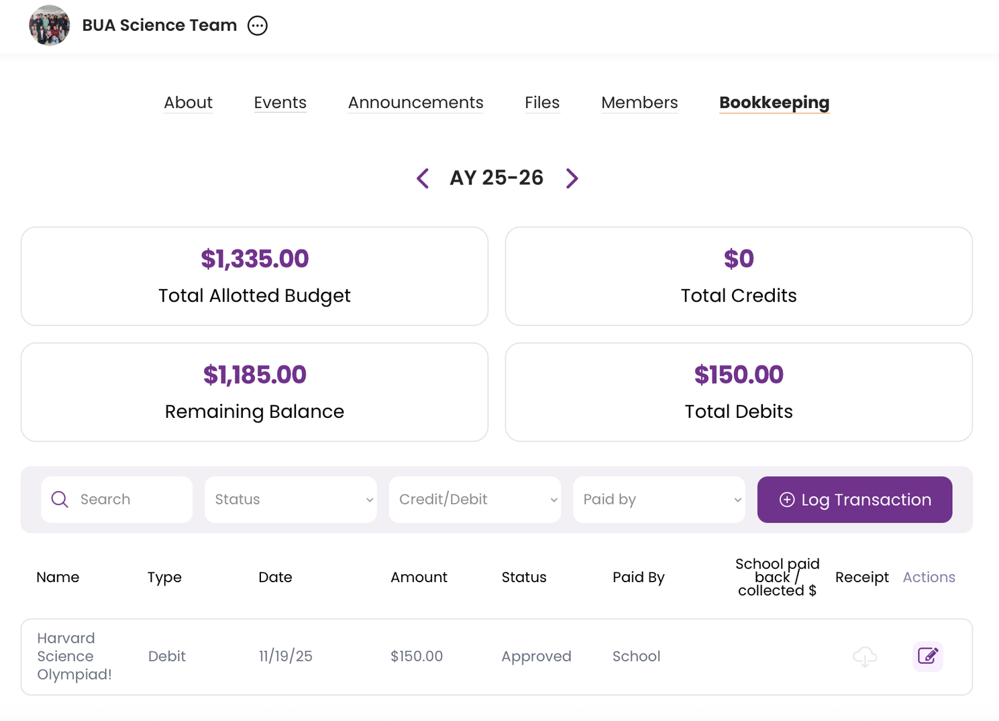 BUA Science Team
About Events Announcements Files Members Bookkeeping
AY 25-26
$1,335.00
Total Allotted Budget
$0
Total Credits
$1,185.00
Remaining Balance
$150.00
Total Debits
Search Status Credit/Debit Paid by Log Transaction
Name Type Date Amount Status Paid By School paid back / collected $ Receipt Actions
Harvard Science Olympiad! Debit 11/19/25 $150.00 Approved School